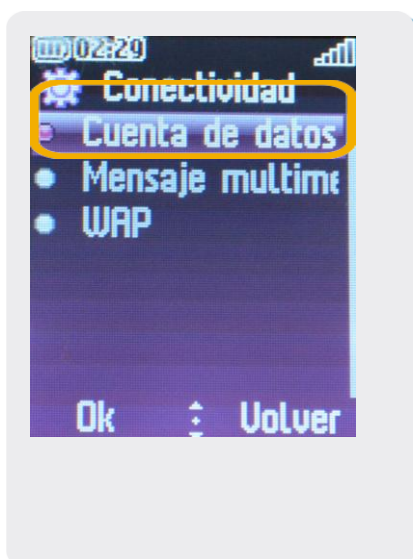 02:29
Conectividad
Cuenta de datos
Mensaje multime
WAP
Ok Volver